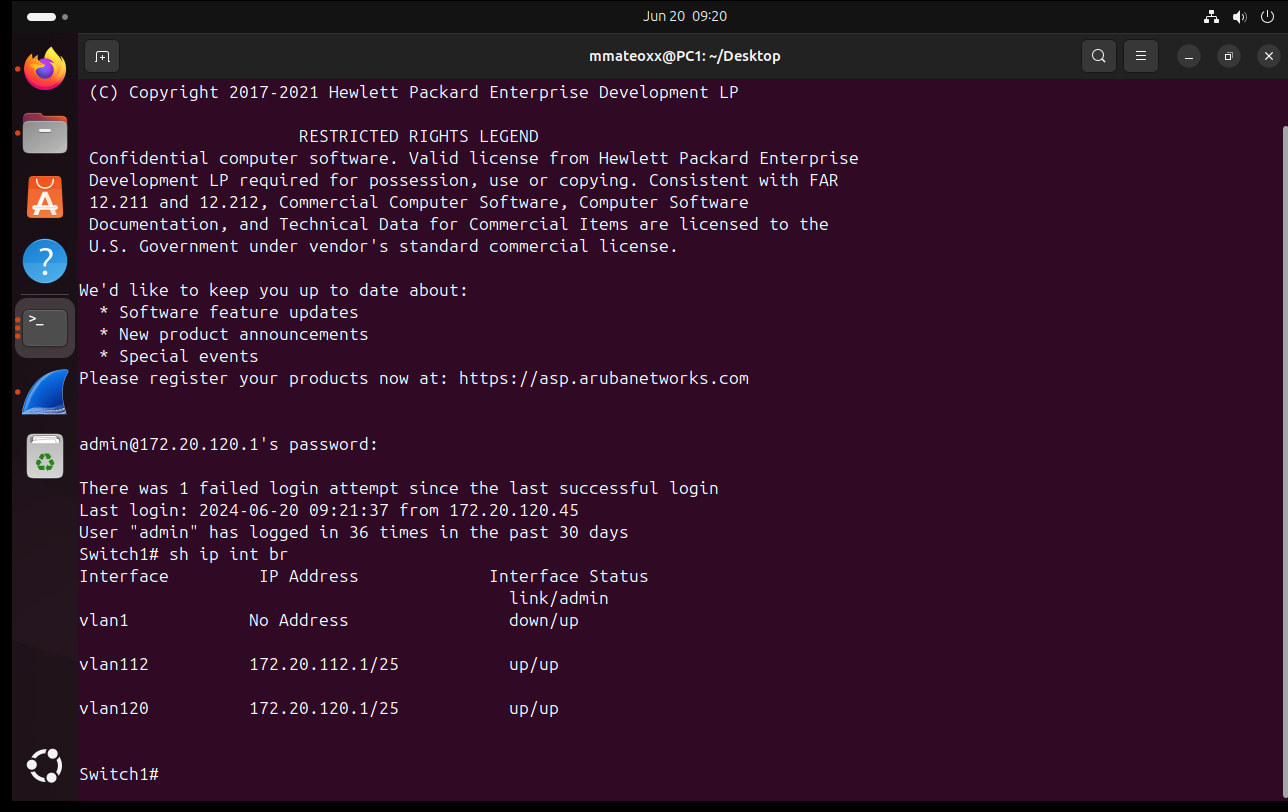 Jun 20 09:20
mmateoxx@PC1: ~/Desktop
(C) Copyright 2017-2021 Hewlett Packard Enterprise Development LP
RESTRICTED RIGHTS LEGEND
Confidential computer software. Valid license from Hewlett Packard Enterprise
Development LP required for possession, use or copying. Consistent with FAR
12.211 and 12.212, Commercial Computer Software, Computer Software
Documentation, and Technical Data for Commercial Items are licensed to the
U.S. Government under vendor's standard commercial license.
We'd like to keep you up to date about:
* Software feature updates
* New product announcements
* Special events
Please register your products now at: https://asp.arubanetworks.com
admin@172.20.120.1's password:
There was 1 failed login attempt since the last successful login
Last login: 2024-06-20 09:21:37 from 172.20.120.45
User "admin" has logged in 36 times in the past 30 days
Switch1# sh ip int br
Interface IP Address Interface Status
link/admin
vlan1 No Address down/up
vlan112 172.20.112.1/25 up/up
vlan120 172.20.120.1/25 up/up
Switch1#